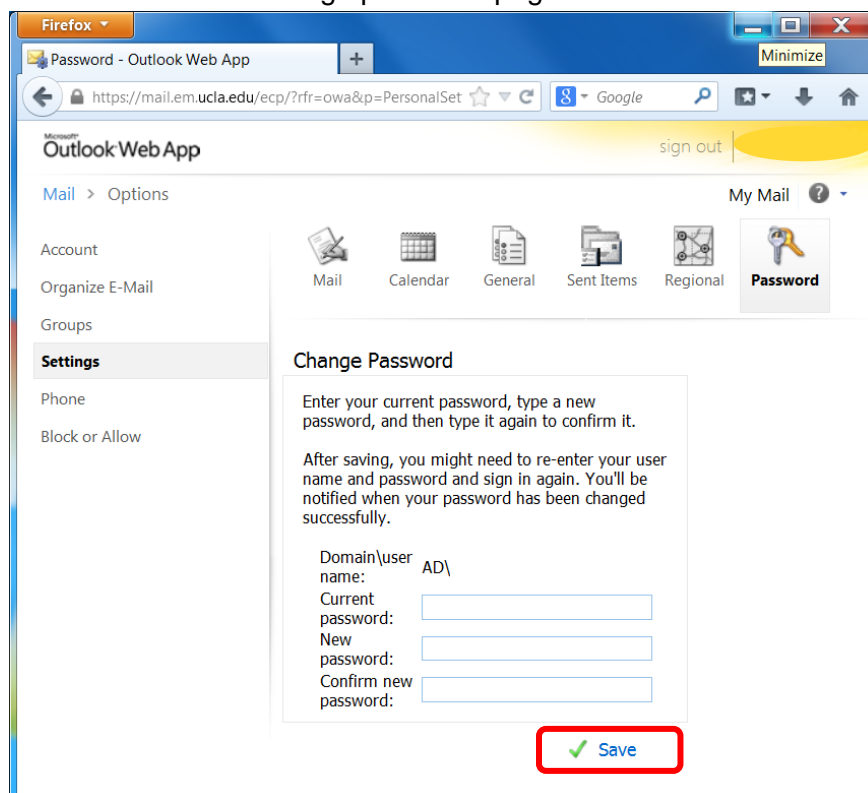 Firefox
Password - Outlook Web App
+
Minimize
https://mail.em.ucla.edu/ecp/?rfr=owa&p=PersonalSet
8
Google
Microsoft
Outlook Web App
sign out
Mail > Options
My Mail
?
Account
Organize E-Mail
Groups
Settings
Phone
Block or Allow
Mail
Calendar
General
Sent Items
Regional
Password
Change Password
Enter your current password, type a new
password, and then type it again to confirm it.
After saving, you might need to re-enter your user
name and password and sign in again. You'll be
notified when your password has been changed
successfully.
Domain\user
name:
AD\
Current
password:
New
password:
Confirm new
password:
Save